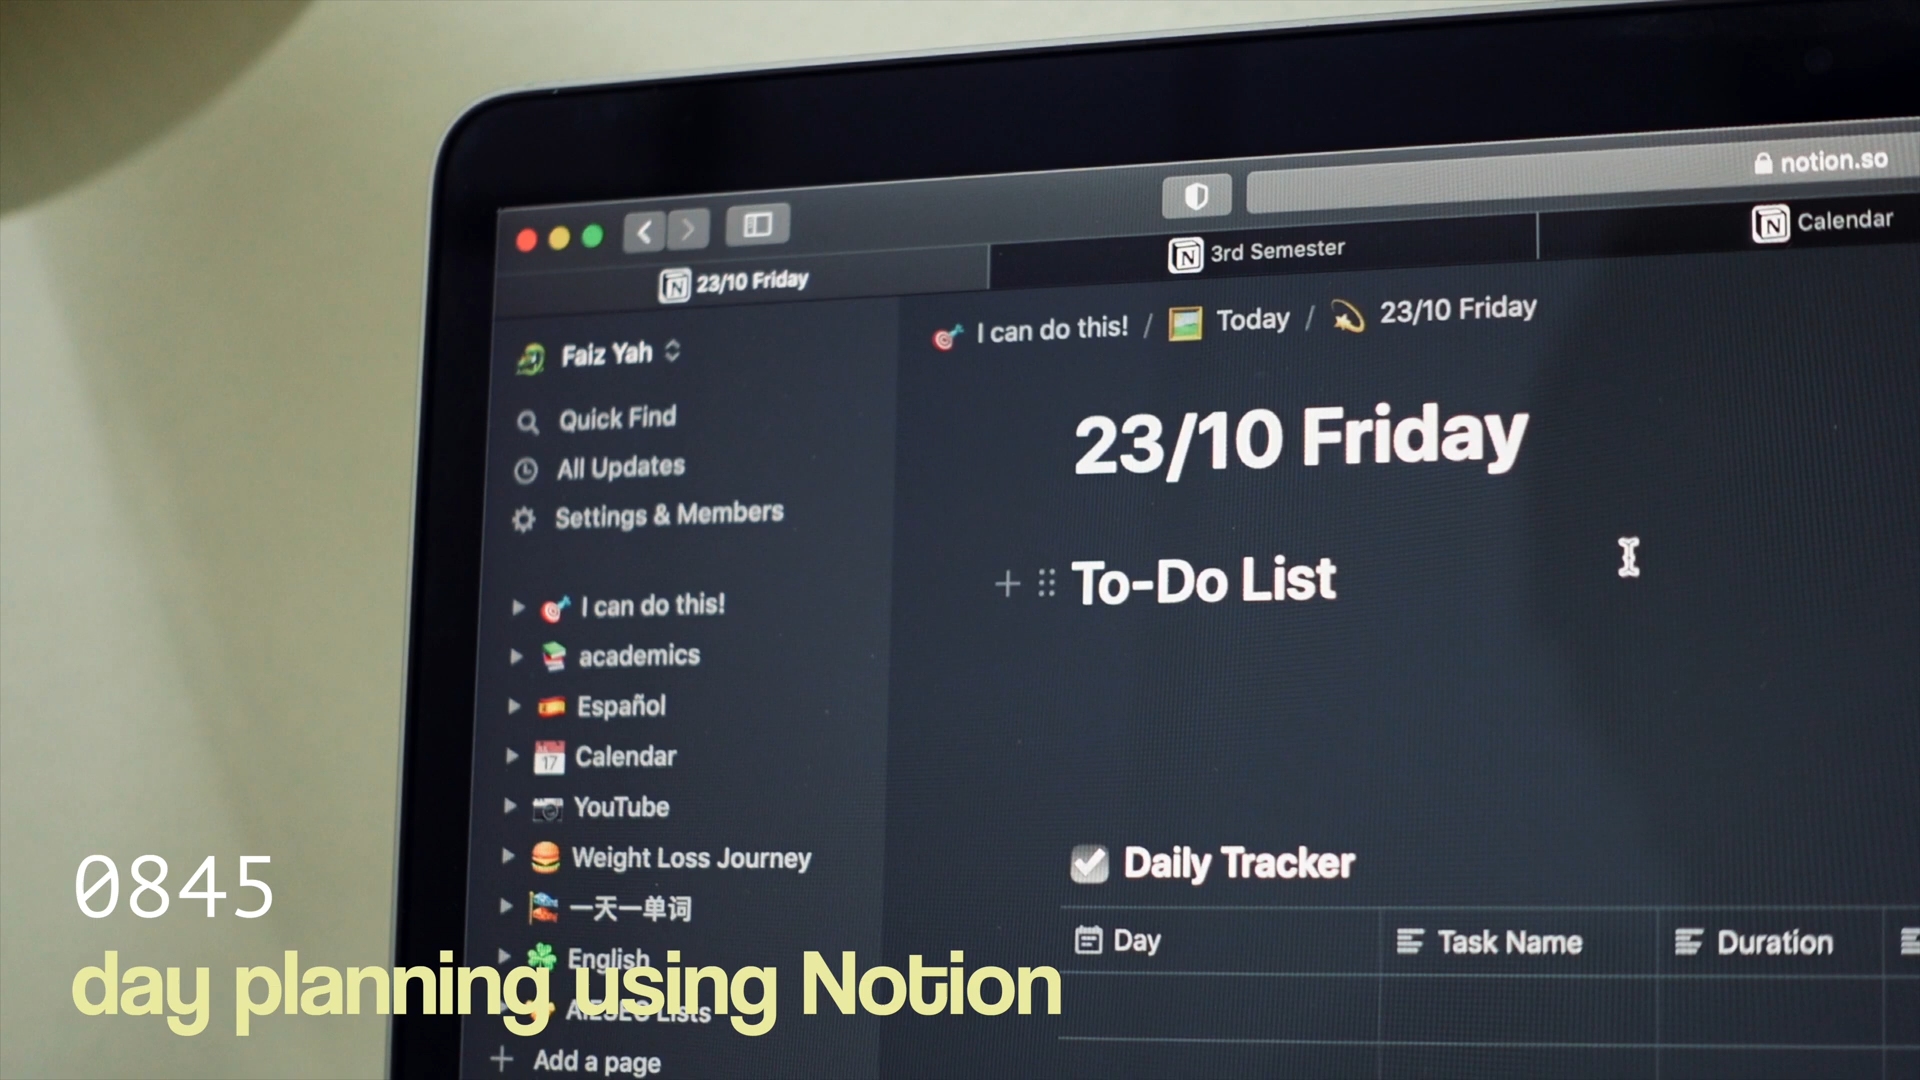 notion.so
23/10 Friday
3rd Semester
Calendar
I can do this! / Today / 23/10 Friday
Faiz Yah
Quick Find
All Updates
Settings & Members
I can do this!
academics
Español
Calendar
17
YouTube
Weight Loss Journey
一天一单词
English
AIESEC Lists
Add a page
23/10 Friday
To-Do List
Daily Tracker
Day
Task Name
Duration
0845
day planning using Notion